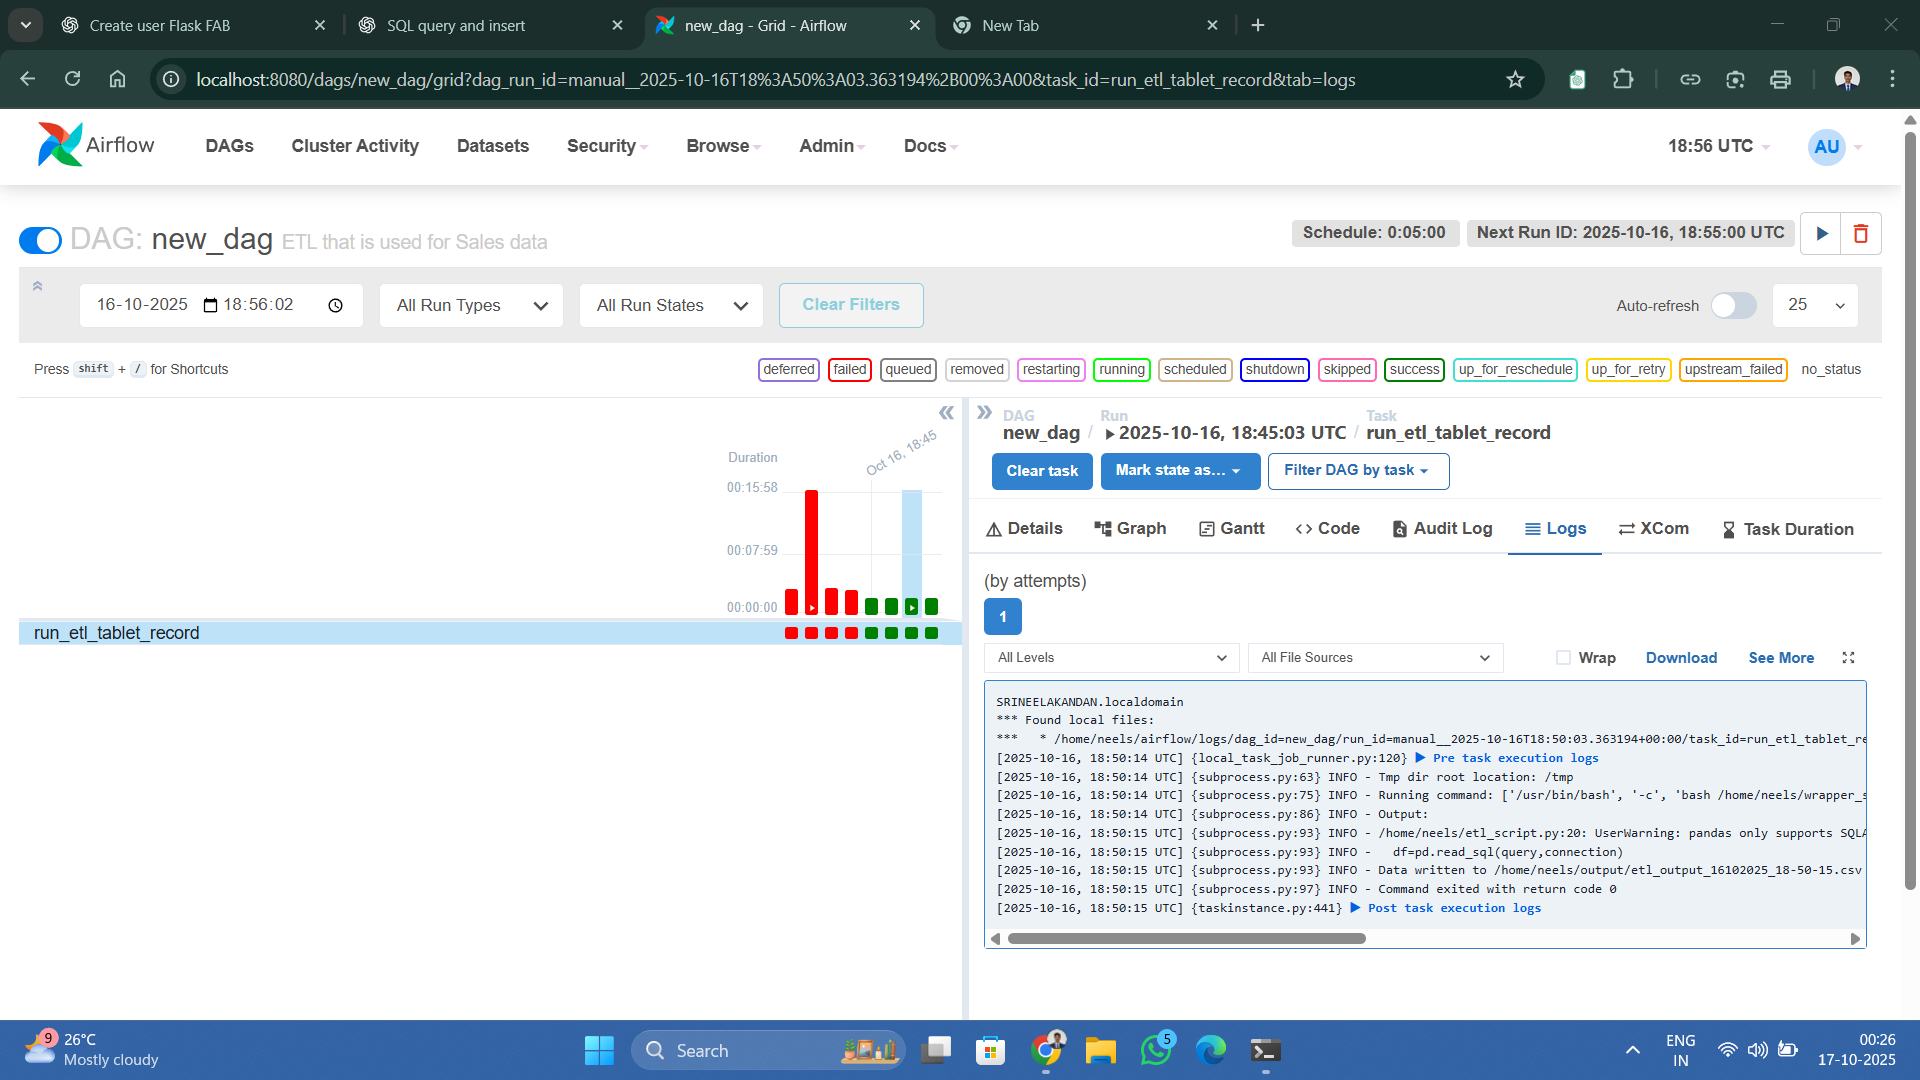 Create user Flask FAB
SQL query and insert
new_dag - Grid - Airflow
New Tab
localhost:8080/dags/new_dag/grid?dag_run_id=manual__2025-10-16T18%3A50%3A03.363194%2B00%3A00&task_id=run_etl_tablet_record&tab=logs
Airflow
DAGs
Cluster Activity
Datasets
Security
Browse
Admin
Docs
18:56 UTC
AU
DAG: new_dag ETL that is used for Sales data
Schedule: 0:05:00
Next Run ID: 2025-10-16, 18:55:00 UTC
16-10-2025 18:56:02
All Run Types
All Run States
Clear Filters
Auto-refresh
25
Press shift + / for Shortcuts
deferred
failed
queued
removed
restarting
running
scheduled
shutdown
skipped
success
up_for_reschedule
up_for_retry
upstream_failed
no_status
Oct 16, 18:45
Duration
00:15:58
00:07:59
00:00:00
run_etl_tablet_record
DAG
new_dag
/
Run
2025-10-16, 18:45:03 UTC
/
Task
run_etl_tablet_record
Clear task
Mark state as...
Filter DAG by task
Details
Graph
Gantt
Code
Audit Log
Logs
XCom
Task Duration
(by attempts)
1
All Levels
All File Sources
Wrap
Download
See More
SRINEELAKANDAN.localdomain
*** Found local files:
***   * /home/neels/airflow/logs/dag_id=new_dag/run_id=manual__2025-10-16T18:50:03.363194+00:00/task_id=run_etl_tablet_re
[2025-10-16, 18:50:14 UTC] {local_task_job_runner.py:120} ▶ Pre task execution logs
[2025-10-16, 18:50:14 UTC] {subprocess.py:63} INFO - Tmp dir root location: /tmp
[2025-10-16, 18:50:14 UTC] {subprocess.py:75} INFO - Running command: ['/usr/bin/bash', '-c', 'bash /home/neels/wrapper_s
[2025-10-16, 18:50:14 UTC] {subprocess.py:86} INFO - Output:
[2025-10-16, 18:50:15 UTC] {subprocess.py:93} INFO - /home/neels/etl_script.py:20: UserWarning: pandas only supports SQLA
[2025-10-16, 18:50:15 UTC] {subprocess.py:93} INFO -   df=pd.read_sql(query,connection)
[2025-10-16, 18:50:15 UTC] {subprocess.py:93} INFO - Data written to /home/neels/output/etl_output_16102025_18-50-15.csv
[2025-10-16, 18:50:15 UTC] {subprocess.py:97} INFO - Command exited with return code 0
[2025-10-16, 18:50:15 UTC] {taskinstance.py:441} ▶ Post task execution logs
9
26°C
Mostly cloudy
Search
5
ENG
IN
00:26
17-10-2025